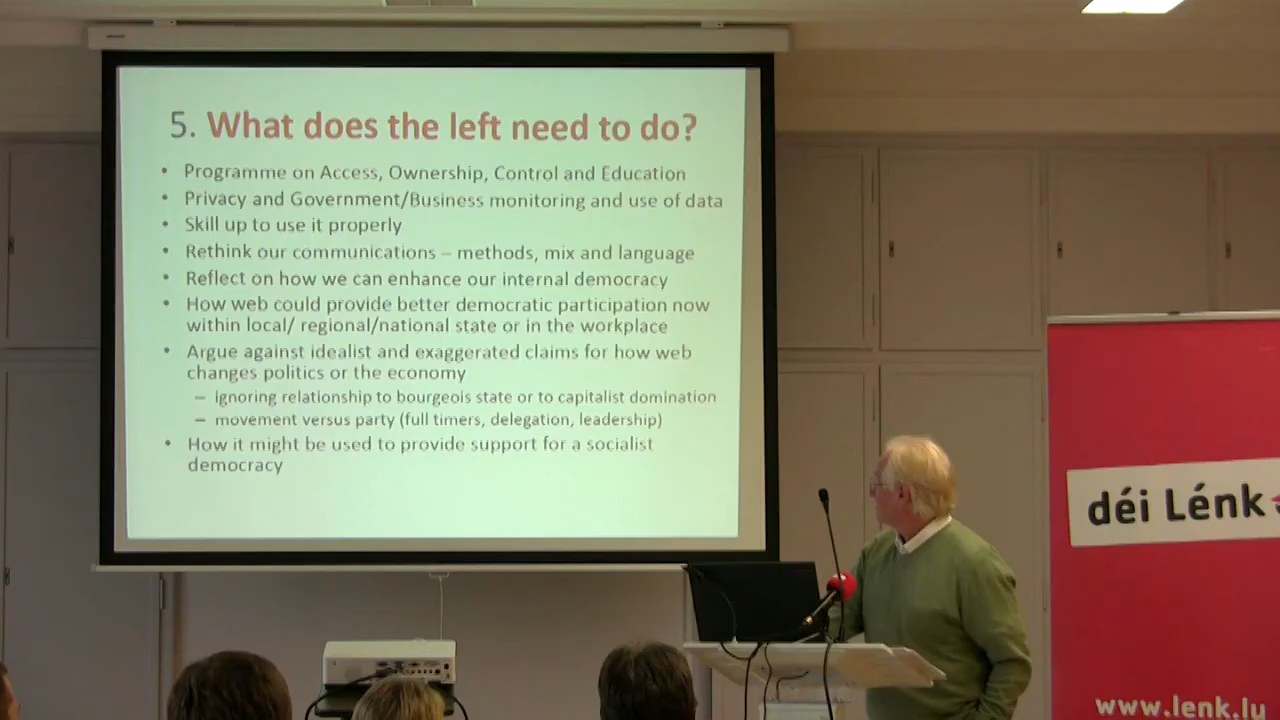 5. What does the left need to do?
• Programme on Access, Ownership, Control and Education
• Privacy and Government/Business monitoring and use of data
• Skill up to use it properly
• Rethink our communications – methods, mix and language
• Reflect on how we can enhance our internal democracy
• How web could provide better democratic participation now
within local/ regional/national state or in the workplace
• Argue against idealist and exaggerated claims for how web
changes politics or the economy
– ignoring relationship to bourgeois state or to capitalist domination
– movement versus party (full timers, delegation, leadership)
• How it might be used to provide support for a socialist
democracy
déi Lénk
www.lenk.lu